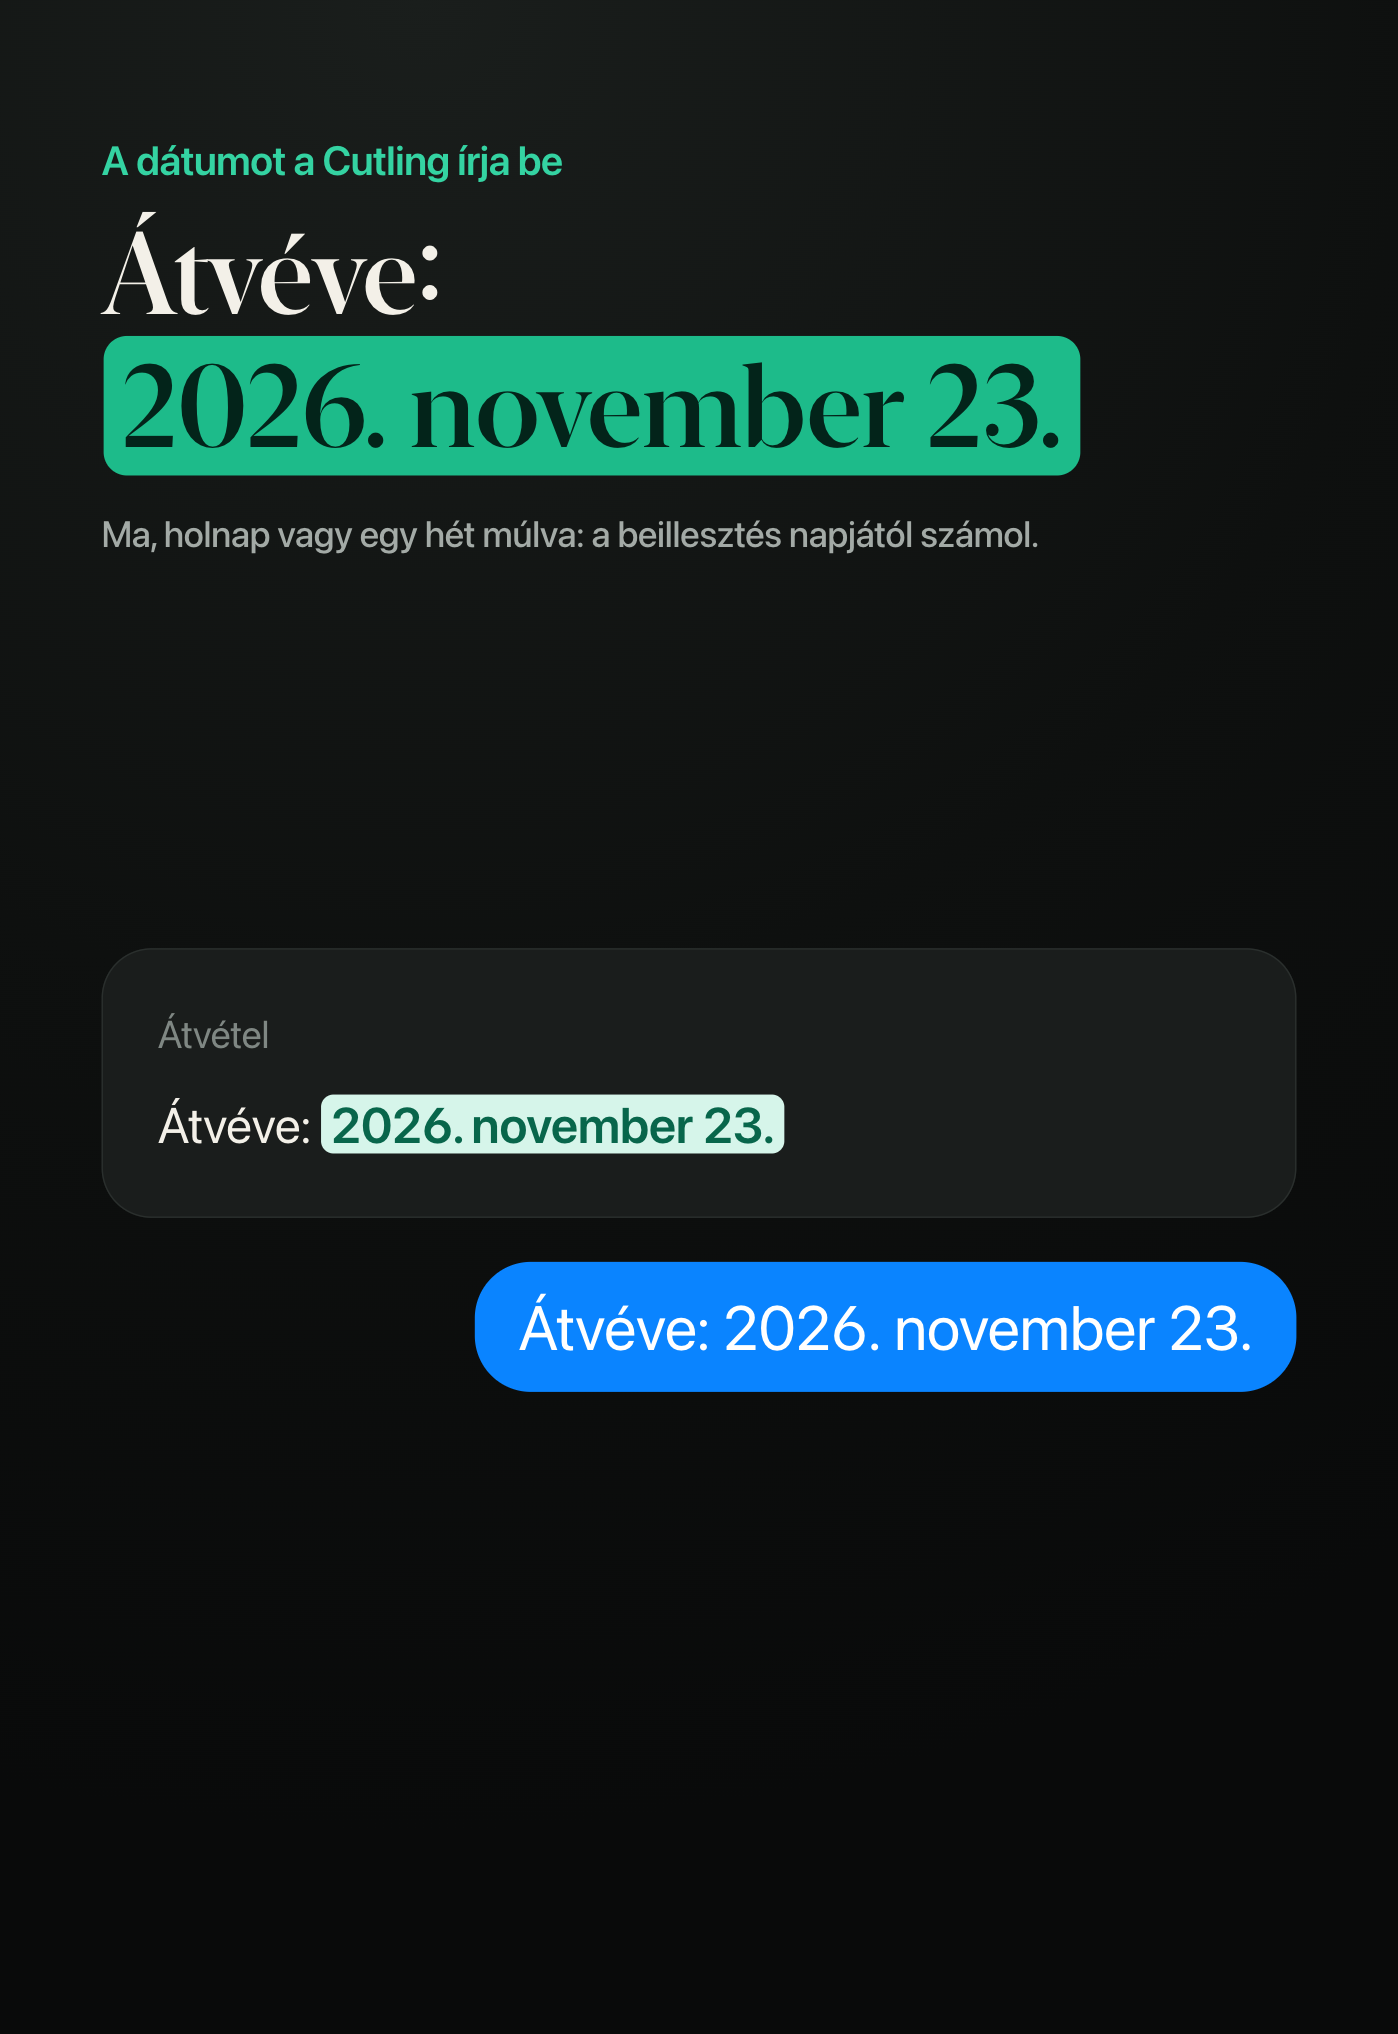 A dátumot a Cutling írja be
Átvéve:
2026. november 23.
Ma, holnap vagy egy hét múlva: a beillesztés napjától számol.
Átvétel
Átvéve: 2026. november 23.
Átvéve: 2026. november 23.